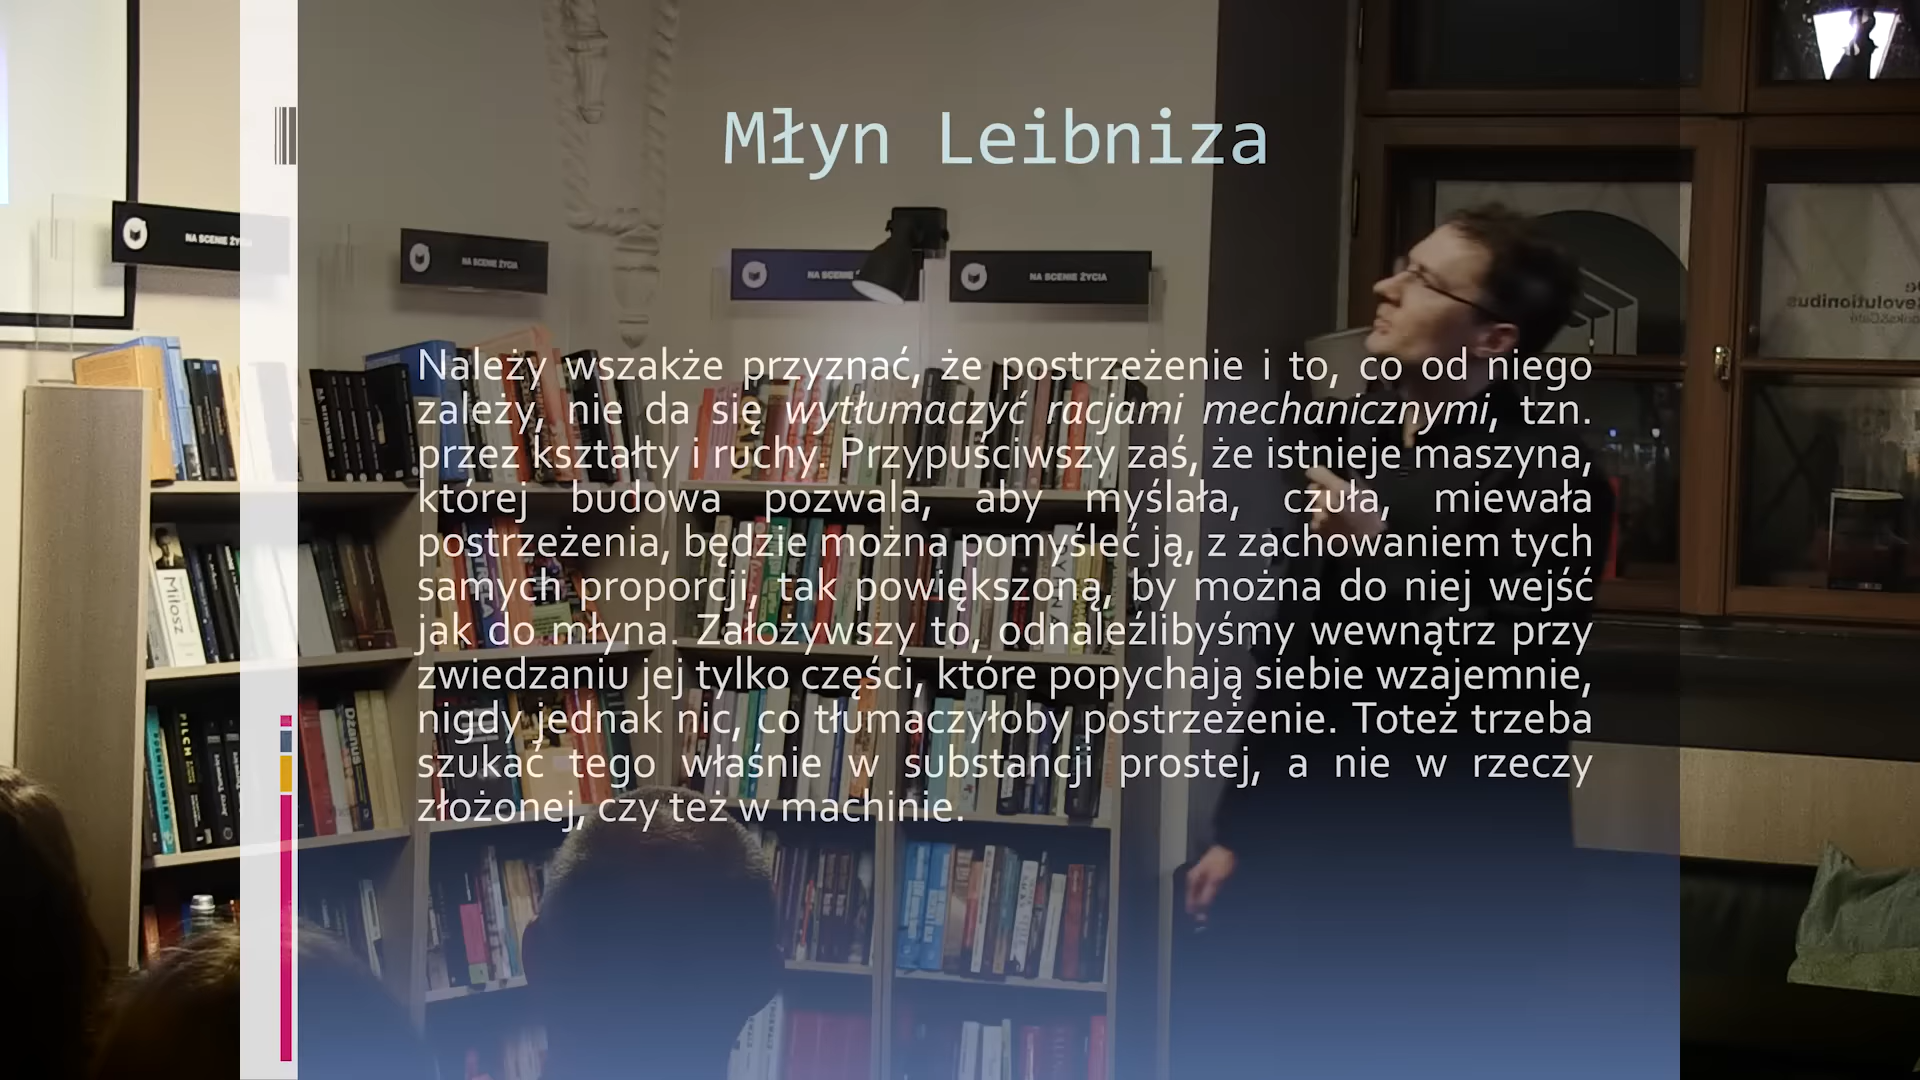 Młyn Leibniza
NA SCENIE ŻY
NA SCENIE ŻYCIA
NA SCENIE
NA SCENIE ŻYCIA
Należy wszakże przyznać, że postrzeżenie i to, co od niego
zależy, nie da się wytłumaczyć racjami mechanicznymi, tzn.
przez kształty i ruchy. Przypuściwszy zaś, że istnieje maszyna,
której budowa pozwala, aby myślała, czuła, miewała
postrzeżenia, będzie można pomyśleć ją, z zachowaniem tych
samych proporcji, tak powiększoną, by można do niej wejść
jak do młyna. Założywszy to, odnaleźlibyśmy wewnątrz przy
zwiedzaniu jej tylko części, które popychają siebie wzajemnie,
nigdy jednak nic, co tłumaczyłoby postrzeżenie. Toteż trzeba
szukać tego właśnie w substancji prostej, a nie w rzeczy
złożonej, czy też w machinie.
Miłosz
PILCH